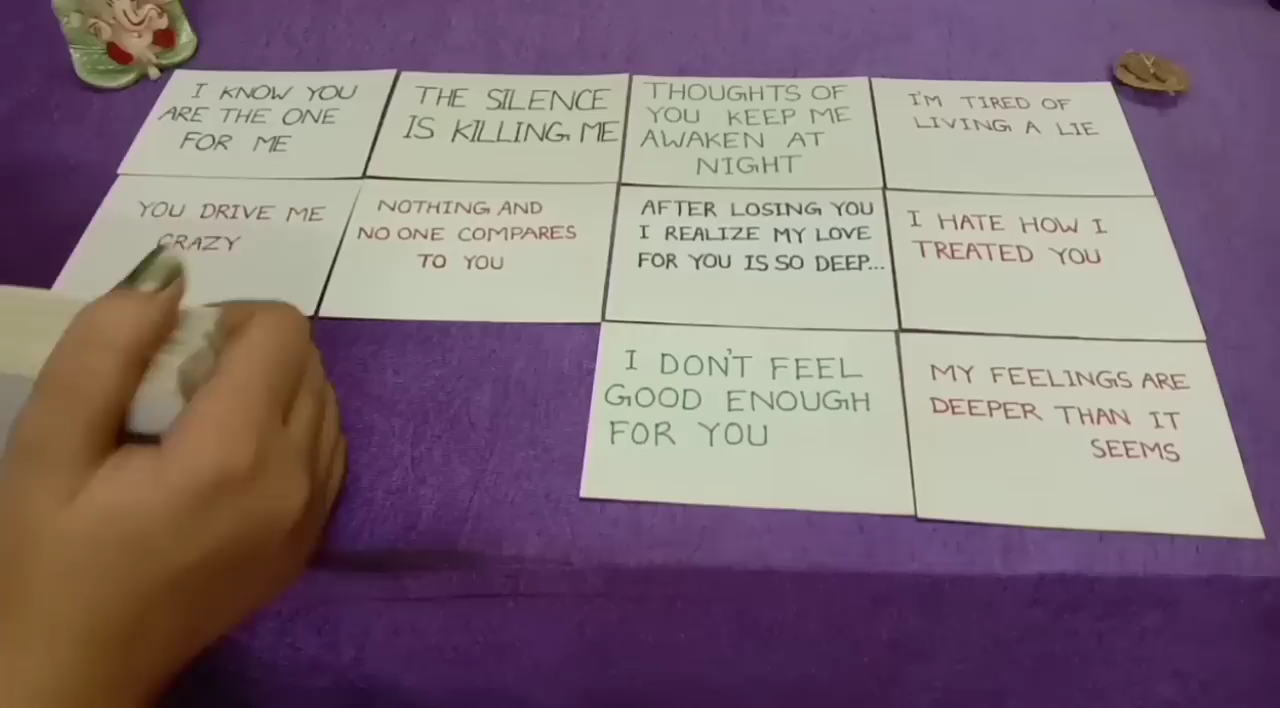 I KNOW YOU
ARE THE ONE
FOR ME
THE SILENCE
IS KILLING ME
THOUGHTS OF
YOU KEEP ME
AWAKEN AT
NIGHT
I'M TIRED OF
LIVING A LIE
YOU DRIVE ME
CRAZY
NOTHING AND
NO ONE COMPARES
TO YOU
AFTER LOSING YOU
I REALIZE MY LOVE
FOR YOU IS SO DEEP...
I HATE HOW I
TREATED YOU
I DON'T FEEL
GOOD ENOUGH
FOR YOU
MY FEELINGS ARE
DEEPER THAN IT
SEEMS